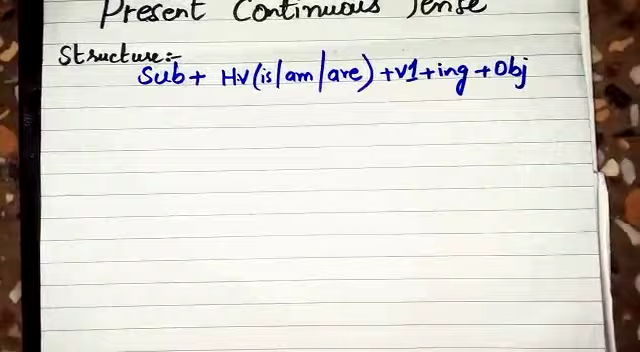 Present Continuous Tense
Structure:-
Sub + Hv (is/am/are) + v1 + ing + Obj